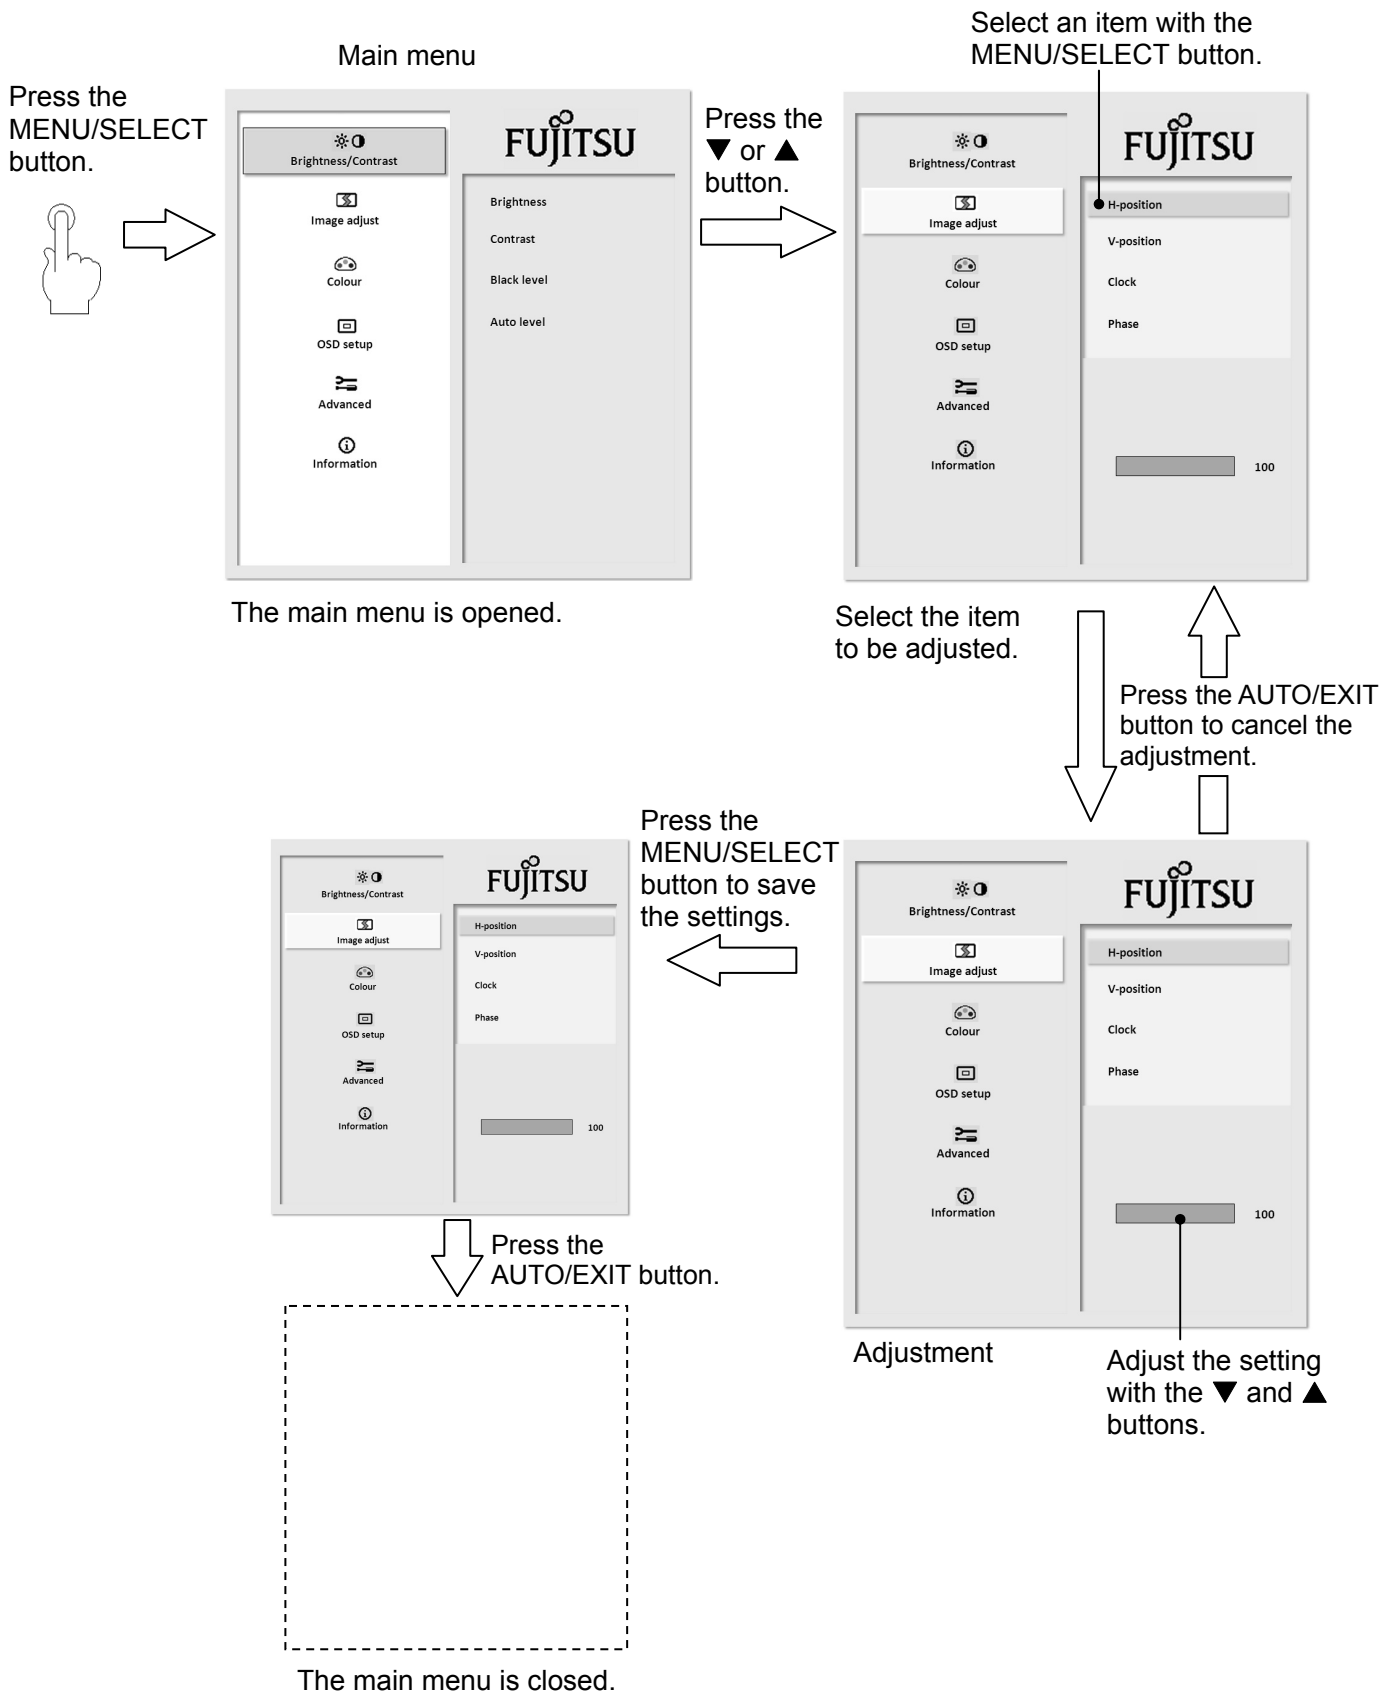 Press the
MENU/SELECT
button.
Main menu
Brightness/Contrast
Image adjust
Colour
OSD setup
Advanced
Information
FUJITSU
Brightness
Contrast
Black level
Auto level
The main menu is opened.
Press the
▼ or ▲
button.
Select an item with the
MENU/SELECT button.
Brightness/Contrast
Image adjust
Colour
OSD setup
Advanced
Information
FUJITSU
H-position
V-position
Clock
Phase
100
Select the item
to be adjusted.
Press the AUTO/EXIT
button to cancel the
adjustment.
Brightness/Contrast
Image adjust
Colour
OSD setup
Advanced
Information
FUJITSU
H-position
V-position
Clock
Phase
100
Adjustment
Adjust the setting
with the ▼ and ▲
buttons.
Press the
MENU/SELECT
button to save
the settings.
Brightness/Contrast
Image adjust
Colour
OSD setup
Advanced
Information
FUJITSU
H-position
V-position
Clock
Phase
100
Press the
AUTO/EXIT button.
The main menu is closed.